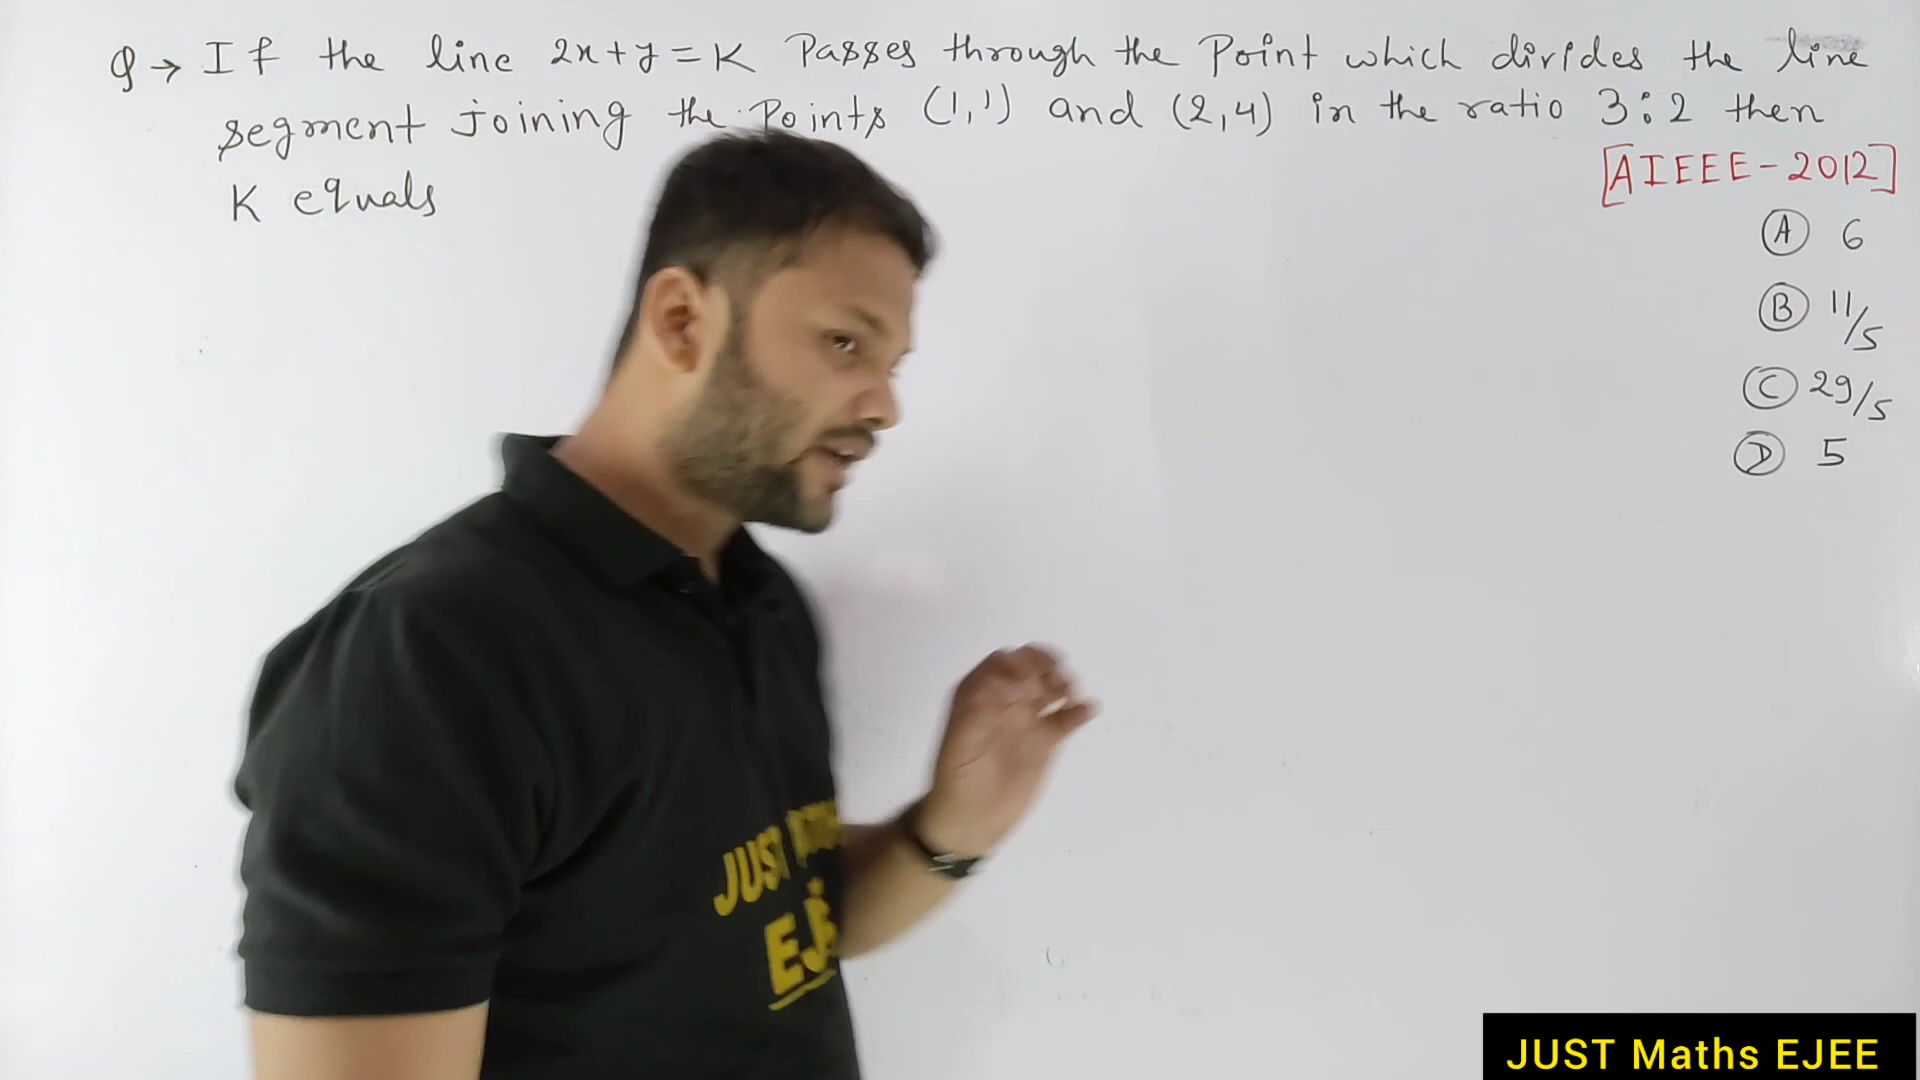 Q → If the line 2x+y=K Passes through the Point which divides the line
segment joining the Points (1,1) and (2,4) in the ratio 3:2 then
K equals
[AIEEE-2012]
(A) 6
(B) 11/5
(C) 29/5
(D) 5
JUST
EJEE
JUST Maths EJEE